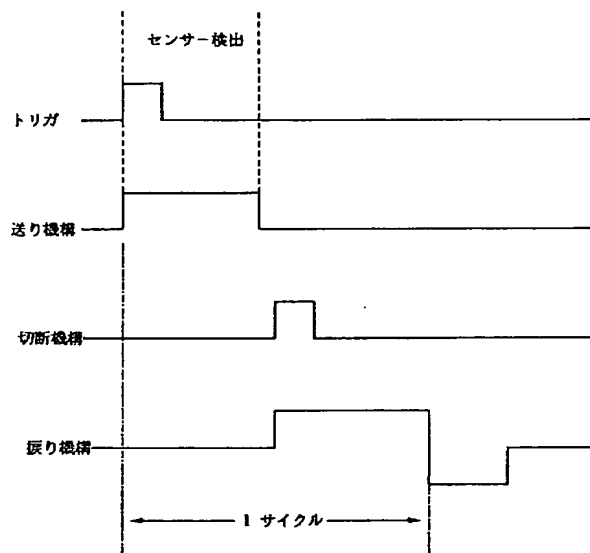 センサー検出
トリガ
送り機構
切断機構
捩り機構
1 サイクル